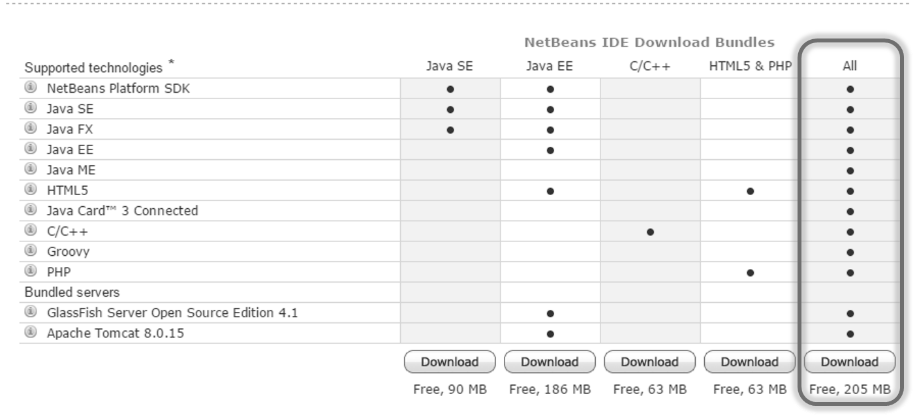 NetBeans IDE Download Bundles
Supported technologies * Java SE Java EE C/C++ HTML5 & PHP All
NetBeans Platform SDK ● ● ●
Java SE ● ● ●
Java FX ● ● ●
Java EE ● ●
Java ME ●
HTML5 ● ● ●
Java Card™ 3 Connected ●
C/C++ ● ●
Groovy ●
PHP ● ●
Bundled servers
GlassFish Server Open Source Edition 4.1 ● ●
Apache Tomcat 8.0.15 ● ●
Download Download Download Download Download
Free, 90 MB Free, 186 MB Free, 63 MB Free, 63 MB Free, 205 MB